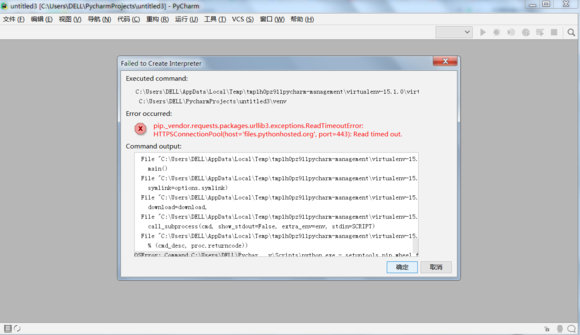 untitled3 [C:\Users\DELL\PycharmProjects\untitled3] - PyCharm
文件(F) 编辑(E) 视图(V) 导航(N) 代码(C) 重构(R) 运行(U) 工具(T) VCS(S) 窗口(W) 帮助(H)
Failed to Create Interpreter
Executed command:
C:\Users\DELL\AppData\Local\Temp\tmp1h0pz911pycharm-management\virtualenv-15.1.0\virt
C:\Users\DELL\PycharmProjects\untitled3\venv
Error occurred:
pip._vendor.requests.packages.urllib3.exceptions.ReadTimeoutError:
HTTPSConnectionPool(host='files.pythonhosted.org', port=443): Read timed out.
Command output:
File "C:\Users\DELL\AppData\Local\Temp\tmp1h0pz911pycharm-management\virtualenv-15.
main()
File "C:\Users\DELL\AppData\Local\Temp\tmp1h0pz911pycharm-management\virtualenv-15.
symlink=options.symlink)
File "C:\Users\DELL\AppData\Local\Temp\tmp1h0pz911pycharm-management\virtualenv-15.
download=download,
File "C:\Users\DELL\AppData\Local\Temp\tmp1h0pz911pycharm-management\virtualenv-15.
call_subprocess(cmd, show_stdout=False, extra_env=env, stdin=SCRIPT)
File "C:\Users\DELL\AppData\Local\Temp\tmp1h0pz911pycharm-management\virtualenv-15.
% (cmd_desc, proc.returncode))
OSError: Command C:\Users\DELL\Pychar...v\Scripts\python.exe - setuptools pip wheel
确定 取消